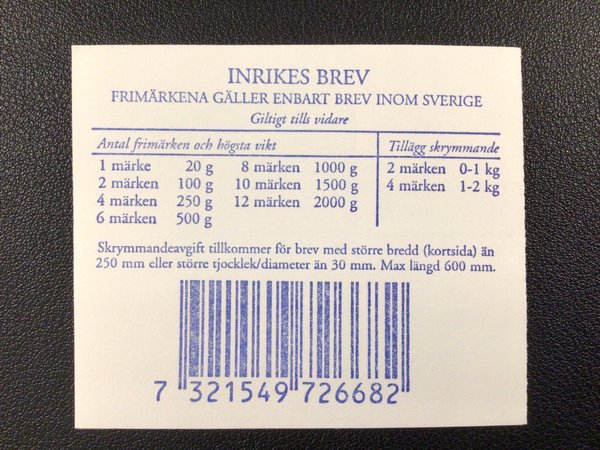 INRIKES BREV
FRIMÄRKENA GÄLLER ENBART BREV INOM SVERIGE
Giltigt tills vidare
Antal frimärken och högsta vikt Tillägg skrymmande
1 märke 20 g 8 märken 1000 g 2 märken 0-1 kg
2 märken 100 g 10 märken 1500 g 4 märken 1-2 kg
4 märken 250 g 12 märken 2000 g
6 märken 500 g
Skrymmandeavgift tillkommer för brev med större bredd (kortsida) än
250 mm eller större tjocklek/diameter än 30 mm. Max längd 600 mm.
7 321549 726682